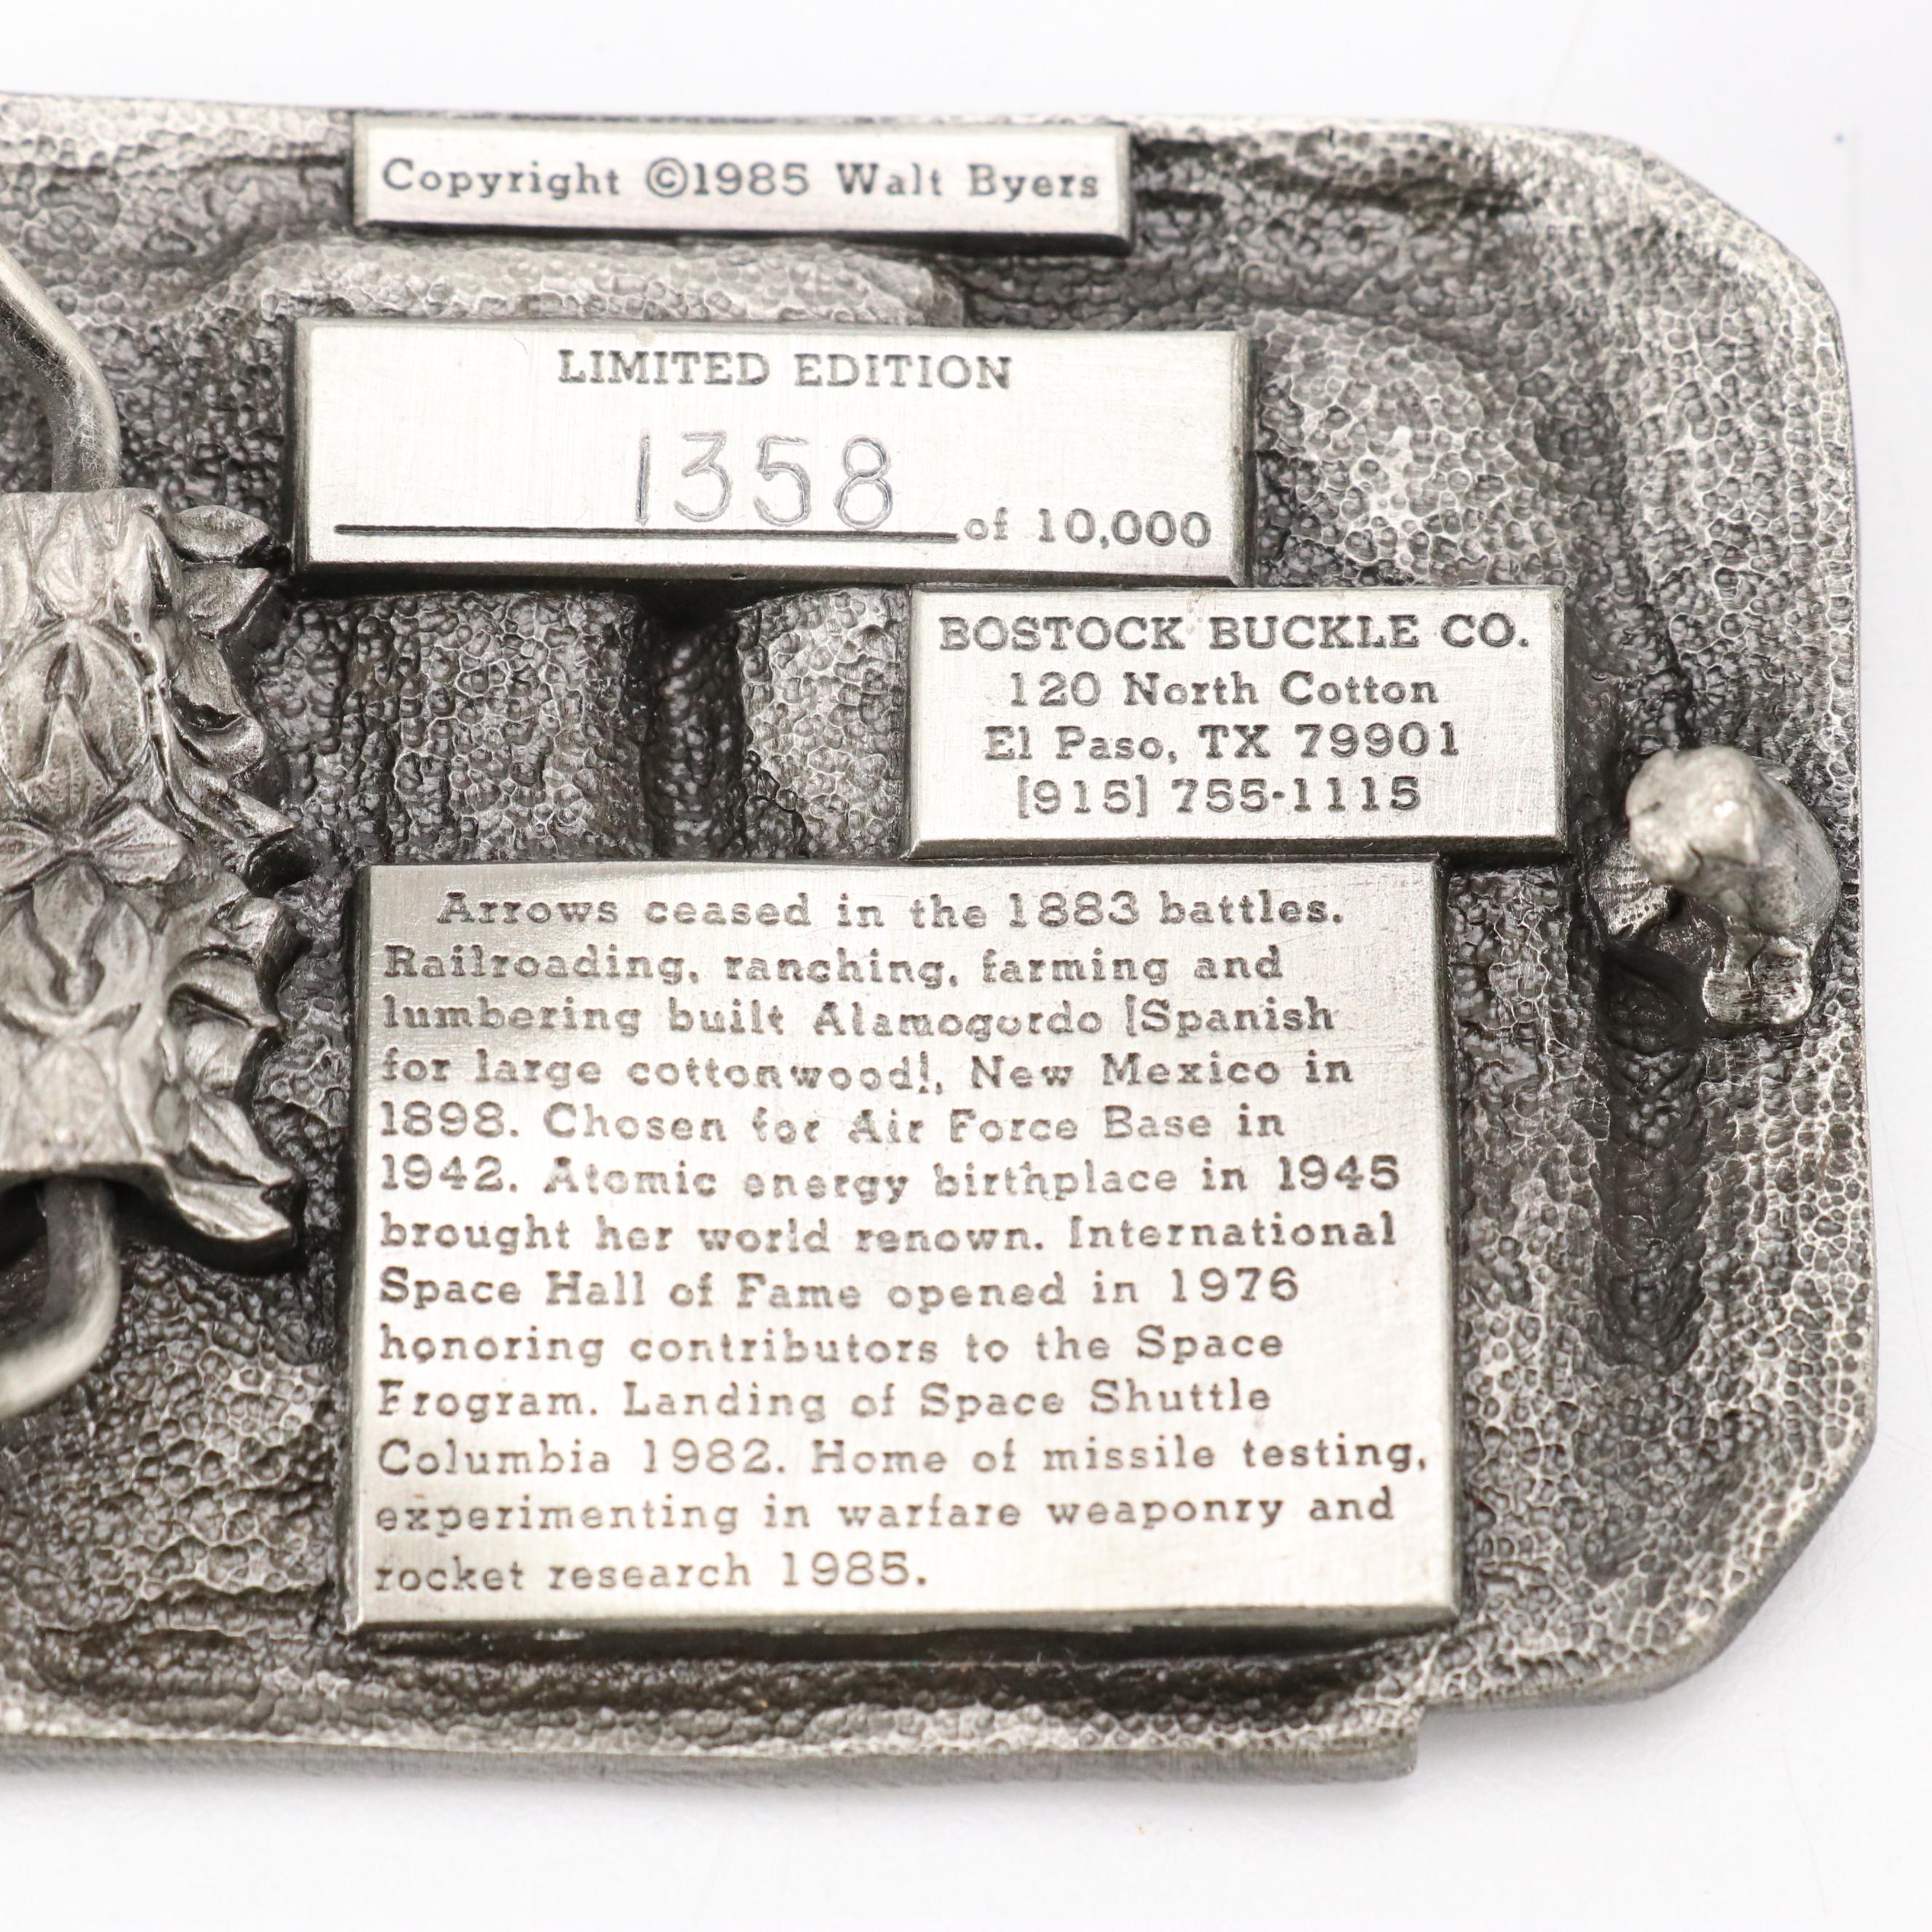 Copyright ©1985 Walt Byers
LIMITED EDITION
1358 of 10,000
BOSTOCK BUCKLE CO.
120 North Cotton
El Paso, TX 79901
[915] 755-1115
Arrows ceased in the 1883 battles.
Railroading, ranching, farming and
lumbering built Alamogordo [Spanish
for large cottonwood], New Mexico in
1898. Chosen for Air Force Base in
1942. Atomic energy birthplace in 1945
brought her world renown. International
Space Hall of Fame opened in 1976
honoring contributors to the Space
Program. Landing of Space Shuttle
Columbia 1982. Home of missile testing,
experimenting in warfare weaponry and
rocket research 1985.